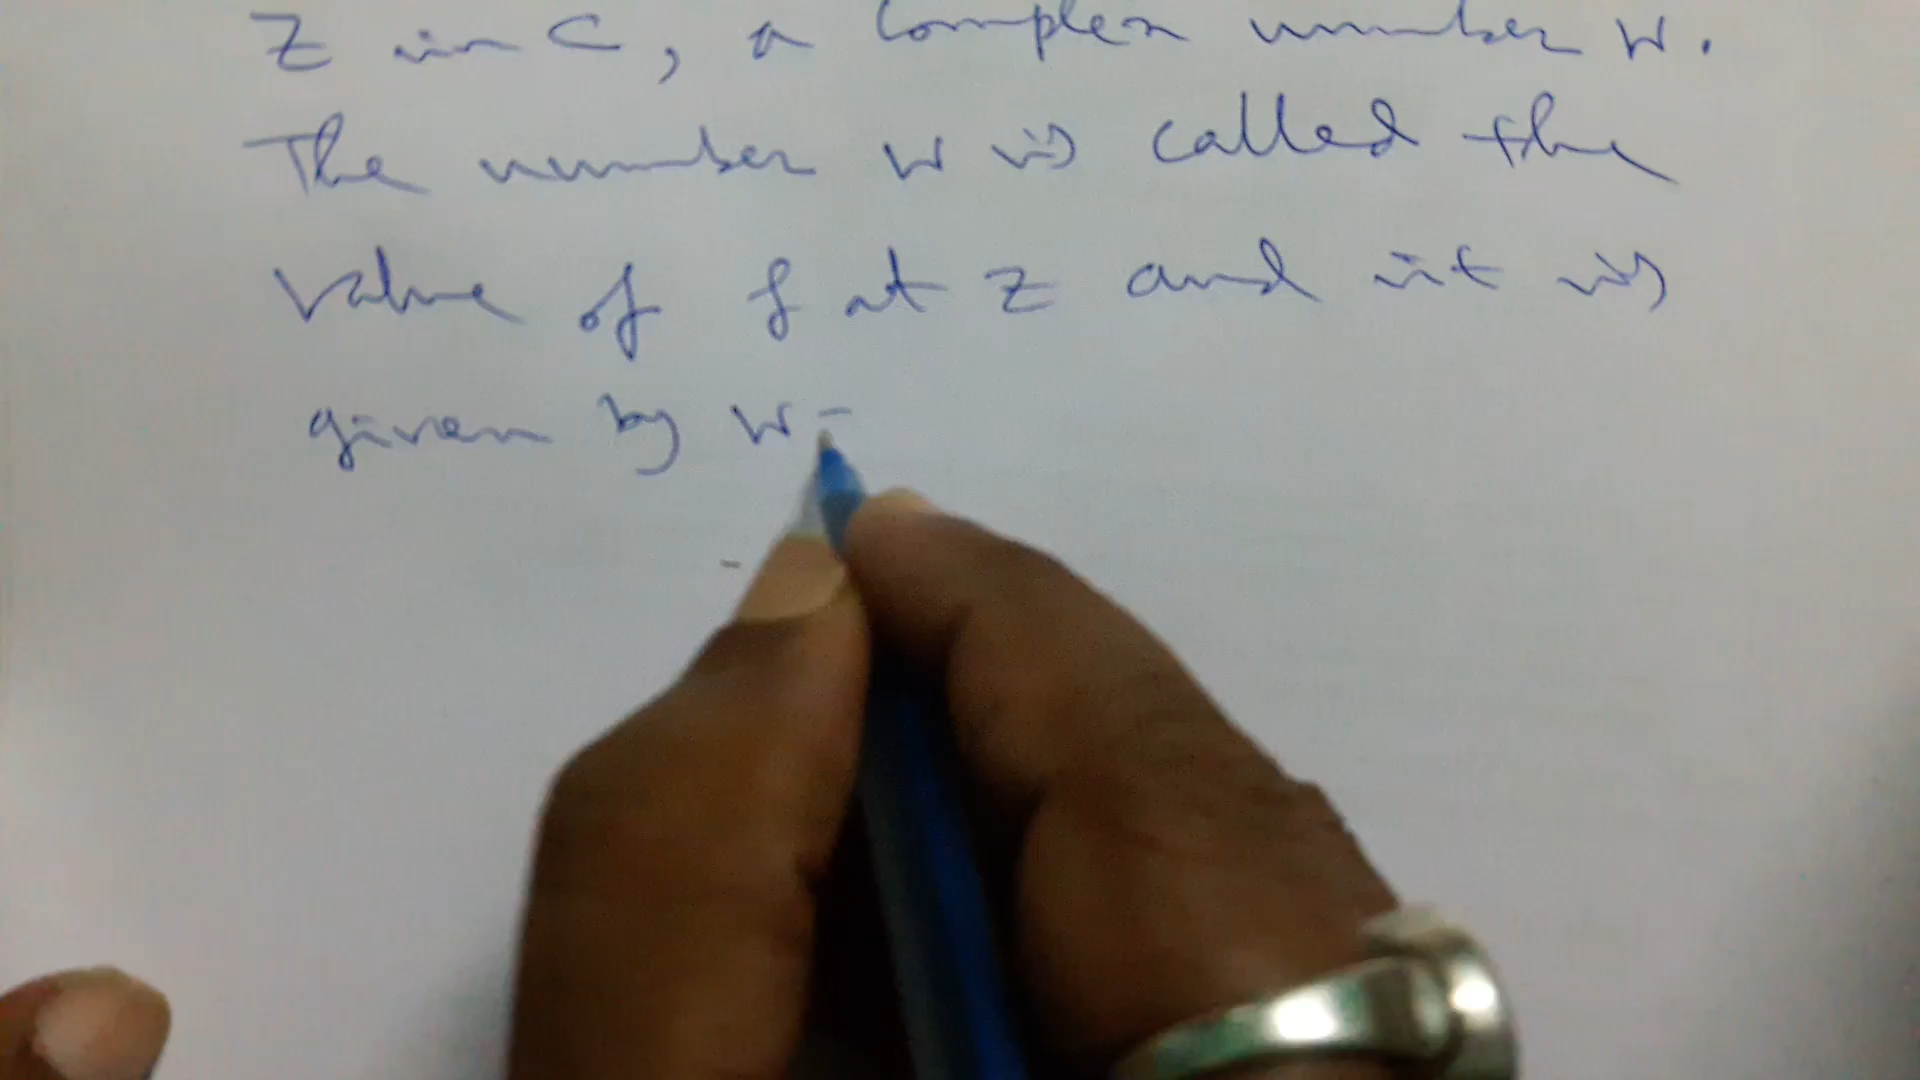 Z in C, a complex number W.
The number W is called the
value of f at Z and it is
given by W =